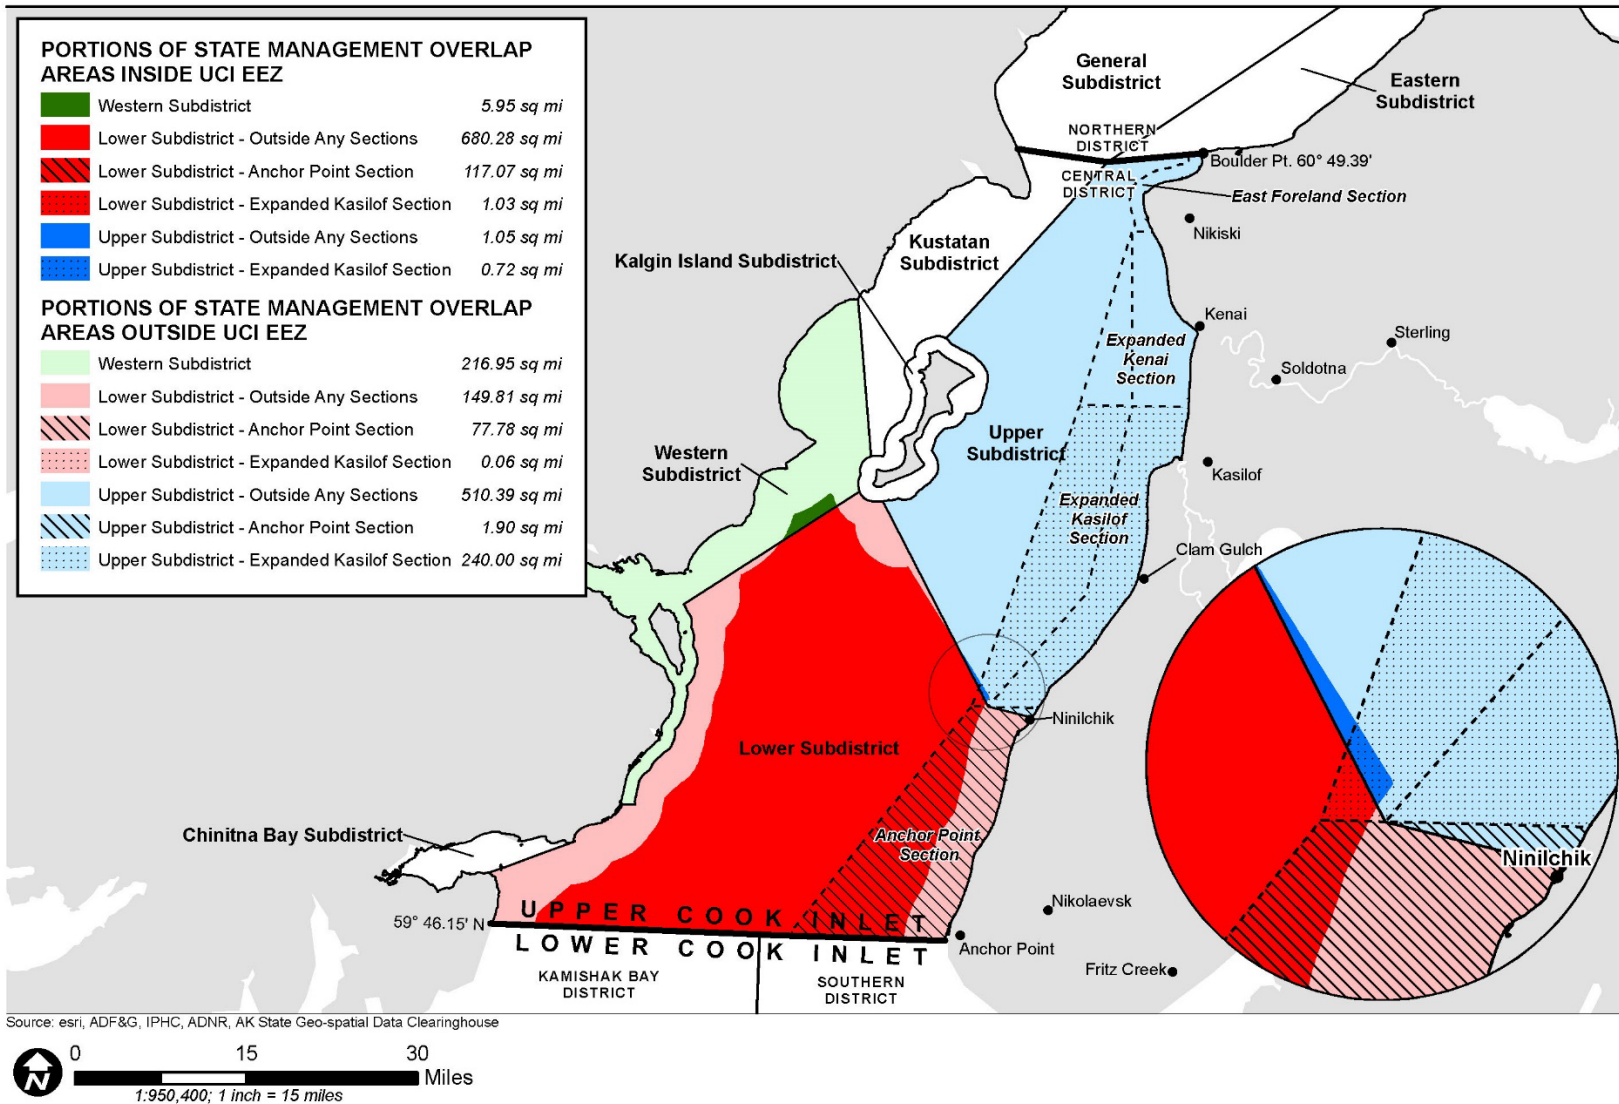 PORTIONS OF STATE MANAGEMENT OVERLAP
AREAS INSIDE UCI EEZ
Western Subdistrict 5.95 sq mi
Lower Subdistrict - Outside Any Sections 680.28 sq mi
Lower Subdistrict - Anchor Point Section 117.07 sq mi
Lower Subdistrict - Expanded Kasilof Section 1.03 sq mi
Upper Subdistrict - Outside Any Sections 1.05 sq mi
Upper Subdistrict - Expanded Kasilof Section 0.72 sq mi
PORTIONS OF STATE MANAGEMENT OVERLAP
AREAS OUTSIDE UCI EEZ
Western Subdistrict 216.95 sq mi
Lower Subdistrict - Outside Any Sections 149.81 sq mi
Lower Subdistrict - Anchor Point Section 77.78 sq mi
Lower Subdistrict - Expanded Kasilof Section 0.06 sq mi
Upper Subdistrict - Outside Any Sections 510.39 sq mi
Upper Subdistrict - Anchor Point Section 1.90 sq mi
Upper Subdistrict - Expanded Kasilof Section 240.00 sq mi
General
Subdistrict
Eastern
Subdistrict
NORTHERN
DISTRICT
CENTRAL
DISTRICT
Boulder Pt. 60° 49.39'
East Foreland Section
Nikiski
Kustatan
Subdistrict
Kalgin Island Subdistrict
Kenai
Sterling
Expanded
Kenai
Section
Soldotna
Upper
Subdistrict
Western
Subdistrict
Kasilof
Expanded
Kasilof
Section
Clam Gulch
Ninilchik
Lower Subdistrict
Chinitna Bay Subdistrict
Anchor Point
Section
Ninilchik
59° 46.15' N
UPPER COOK INLET
LOWER COOK INLET
Nikolaevsk
Anchor Point
Fritz Creek
KAMISHAK BAY
DISTRICT
SOUTHERN
DISTRICT
Source: esri, ADF&G, IPHC, ADNR, AK State Geo-spatial Data Clearinghouse
N
0 15 30
Miles
1:950,400; 1 inch = 15 miles